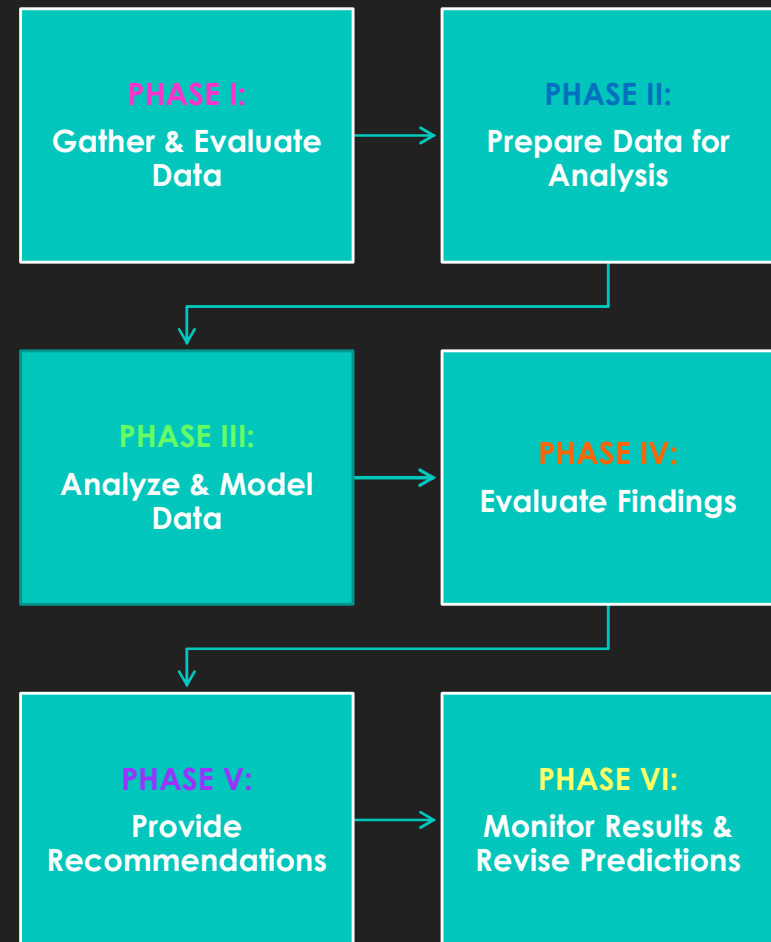 PHASE I:
Gather & Evaluate
Data
PHASE II:
Prepare Data for
Analysis
PHASE III:
Analyze & Model
Data
PHASE IV:
Evaluate Findings
PHASE V:
Provide
Recommendations
PHASE VI:
Monitor Results &
Revise Predictions